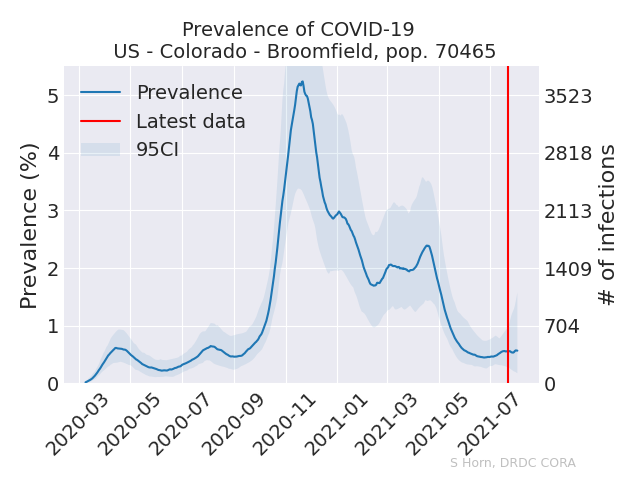 Prevalence of COVID-19
US - Colorado - Broomfield, pop. 70465
Prevalence
Latest data
95CI
Prevalence (%)
5
4
3
2
1
0
3523
2818
2113
1409
704
0
# of infections
2020-03
2020-05
2020-07
2020-09
2020-11
2021-01
2021-03
2021-05
2021-07
S Horn, DRDC CORA